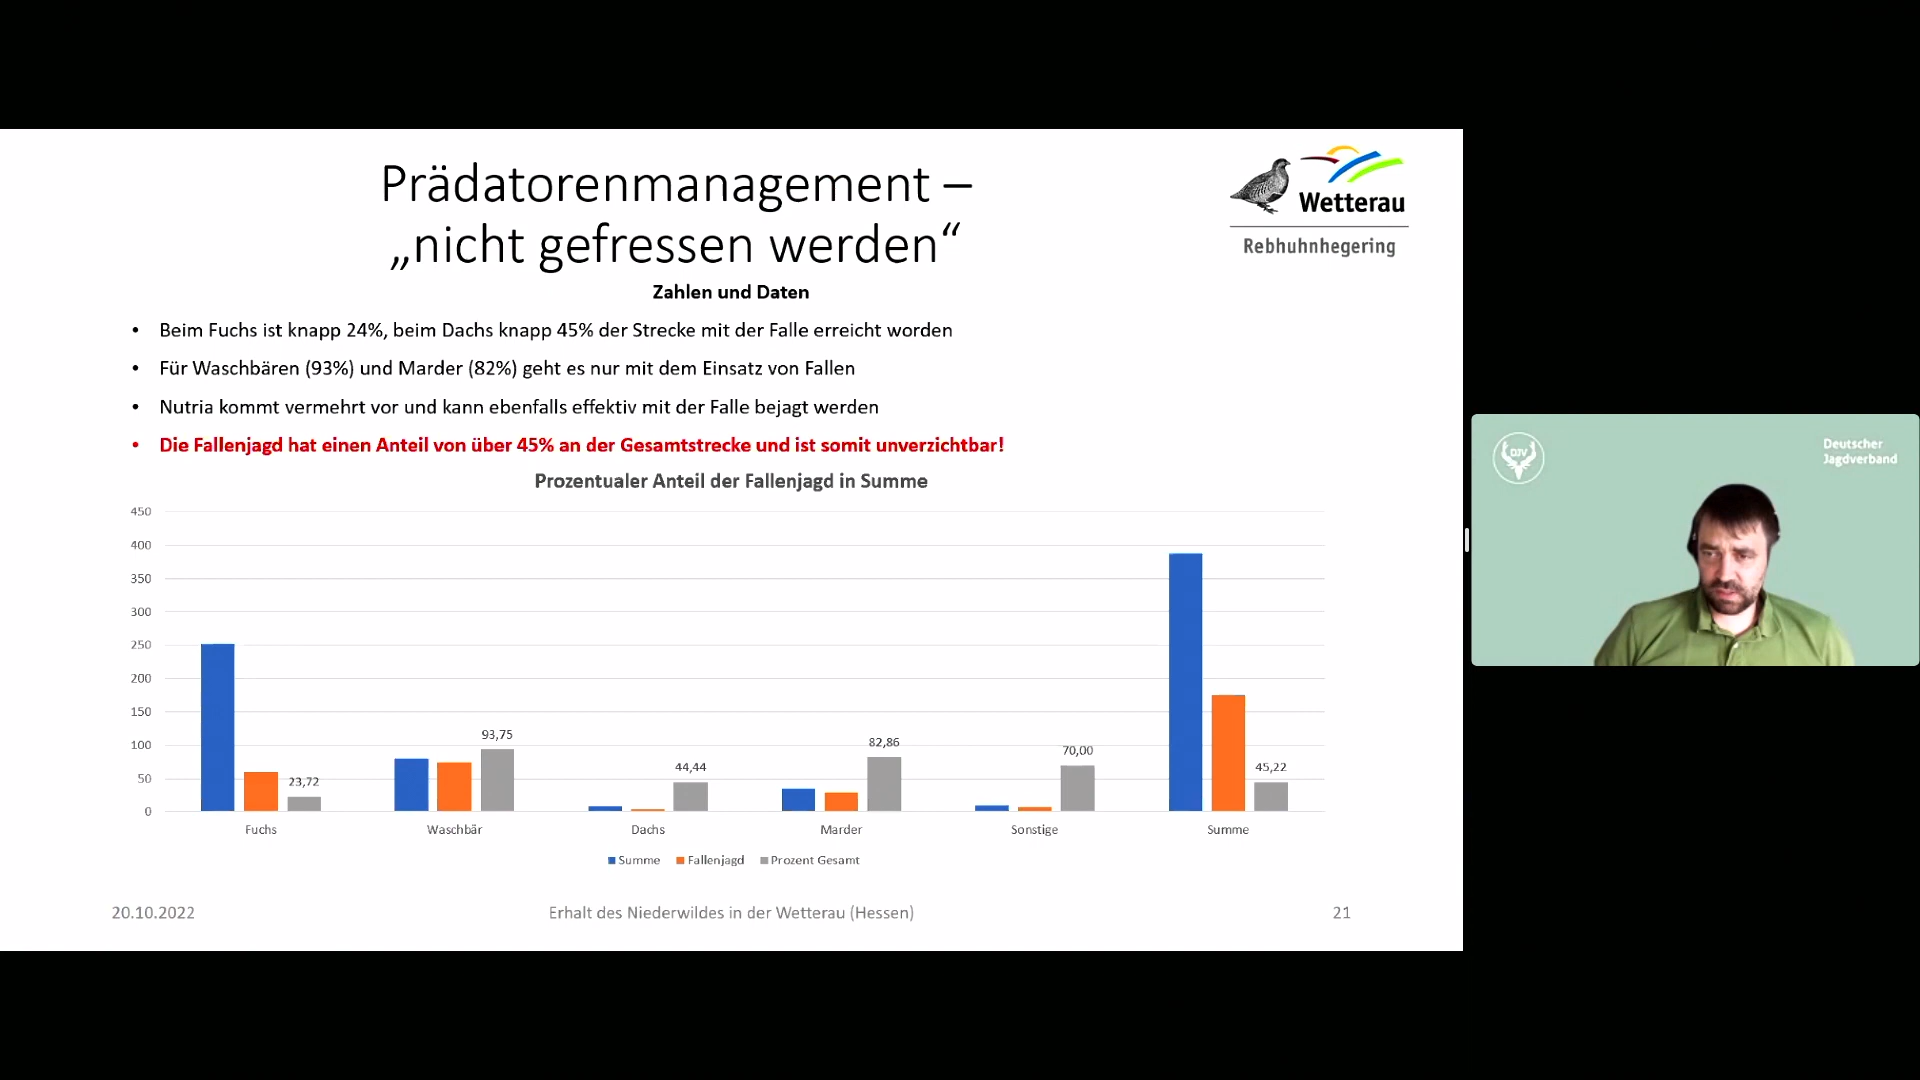 Prädatorenmanagement –
„nicht gefressen werden“
Wetterau
Rebhuhnhegering
Zahlen und Daten
• Beim Fuchs ist knapp 24%, beim Dachs knapp 45% der Strecke mit der Falle erreicht worden
• Für Waschbären (93%) und Marder (82%) geht es nur mit dem Einsatz von Fallen
• Nutria kommt vermehrt vor und kann ebenfalls effektiv mit der Falle bejagt werden
• Die Fallenjagd hat einen Anteil von über 45% an der Gesamtstrecke und ist somit unverzichtbar!
Prozentualer Anteil der Fallenjagd in Summe
450
400
350
300
250
200
150
100
50
0
23,72
93,75
44,44
82,86
70,00
45,22
Fuchs Waschbär Dachs Marder Sonstige Summe
Summe Fallenjagd Prozent Gesamt
20.10.2022 Erhalt des Niederwildes in der Wetterau (Hessen) 21
DJV
Deutscher
Jagdverband